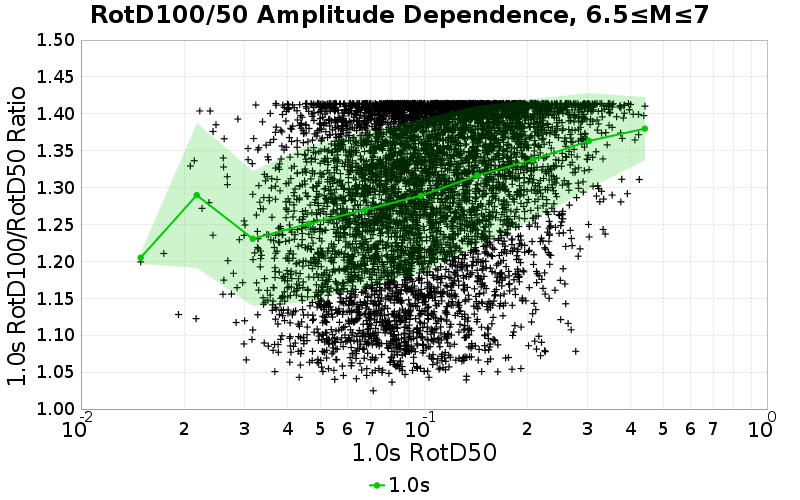 RotD100/50 Amplitude Dependence, 6.5≤M≤7
1.0s RotD100/RotD50 Ratio
1.50
1.45
1.40
1.35
1.30
1.25
1.20
1.15
1.10
1.05
1.00
10-2 2 3 4 5 6 7 10-1 2 3 4 5 6 7 100
1.0s RotD50
1.0s